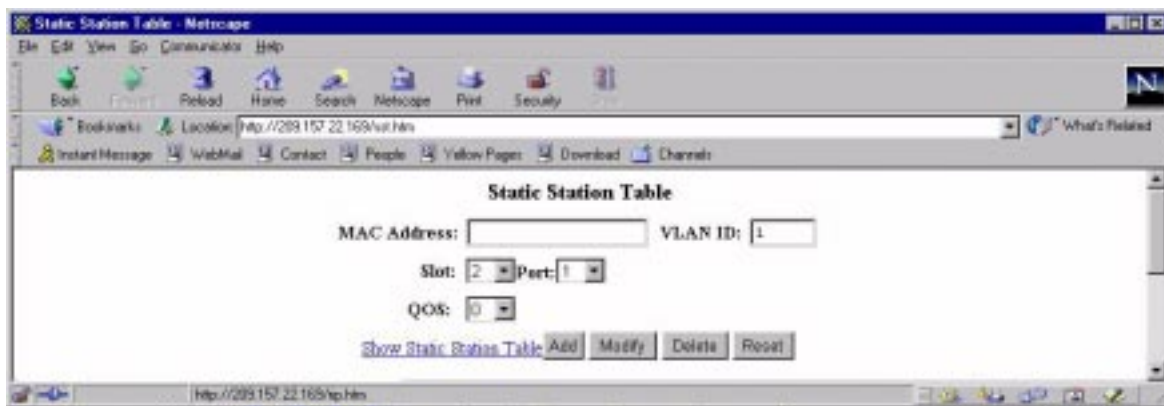 Static Station Table - Netscape
File Edit View Go Communicator Help
Back Forward Reload Home Search Netscape Print Security
Bookmarks Location: http://209.157.22.169/sst.htm What's Related
Instant Message WebMail Contact People Yellow Pages Download Channels
Static Station Table
MAC Address: VLAN ID: 1
Slot: 2 Port: 1
QOS: 0
Show Static Station Table Add Modify Delete Reset
http://209.157.22.169/sp.htm